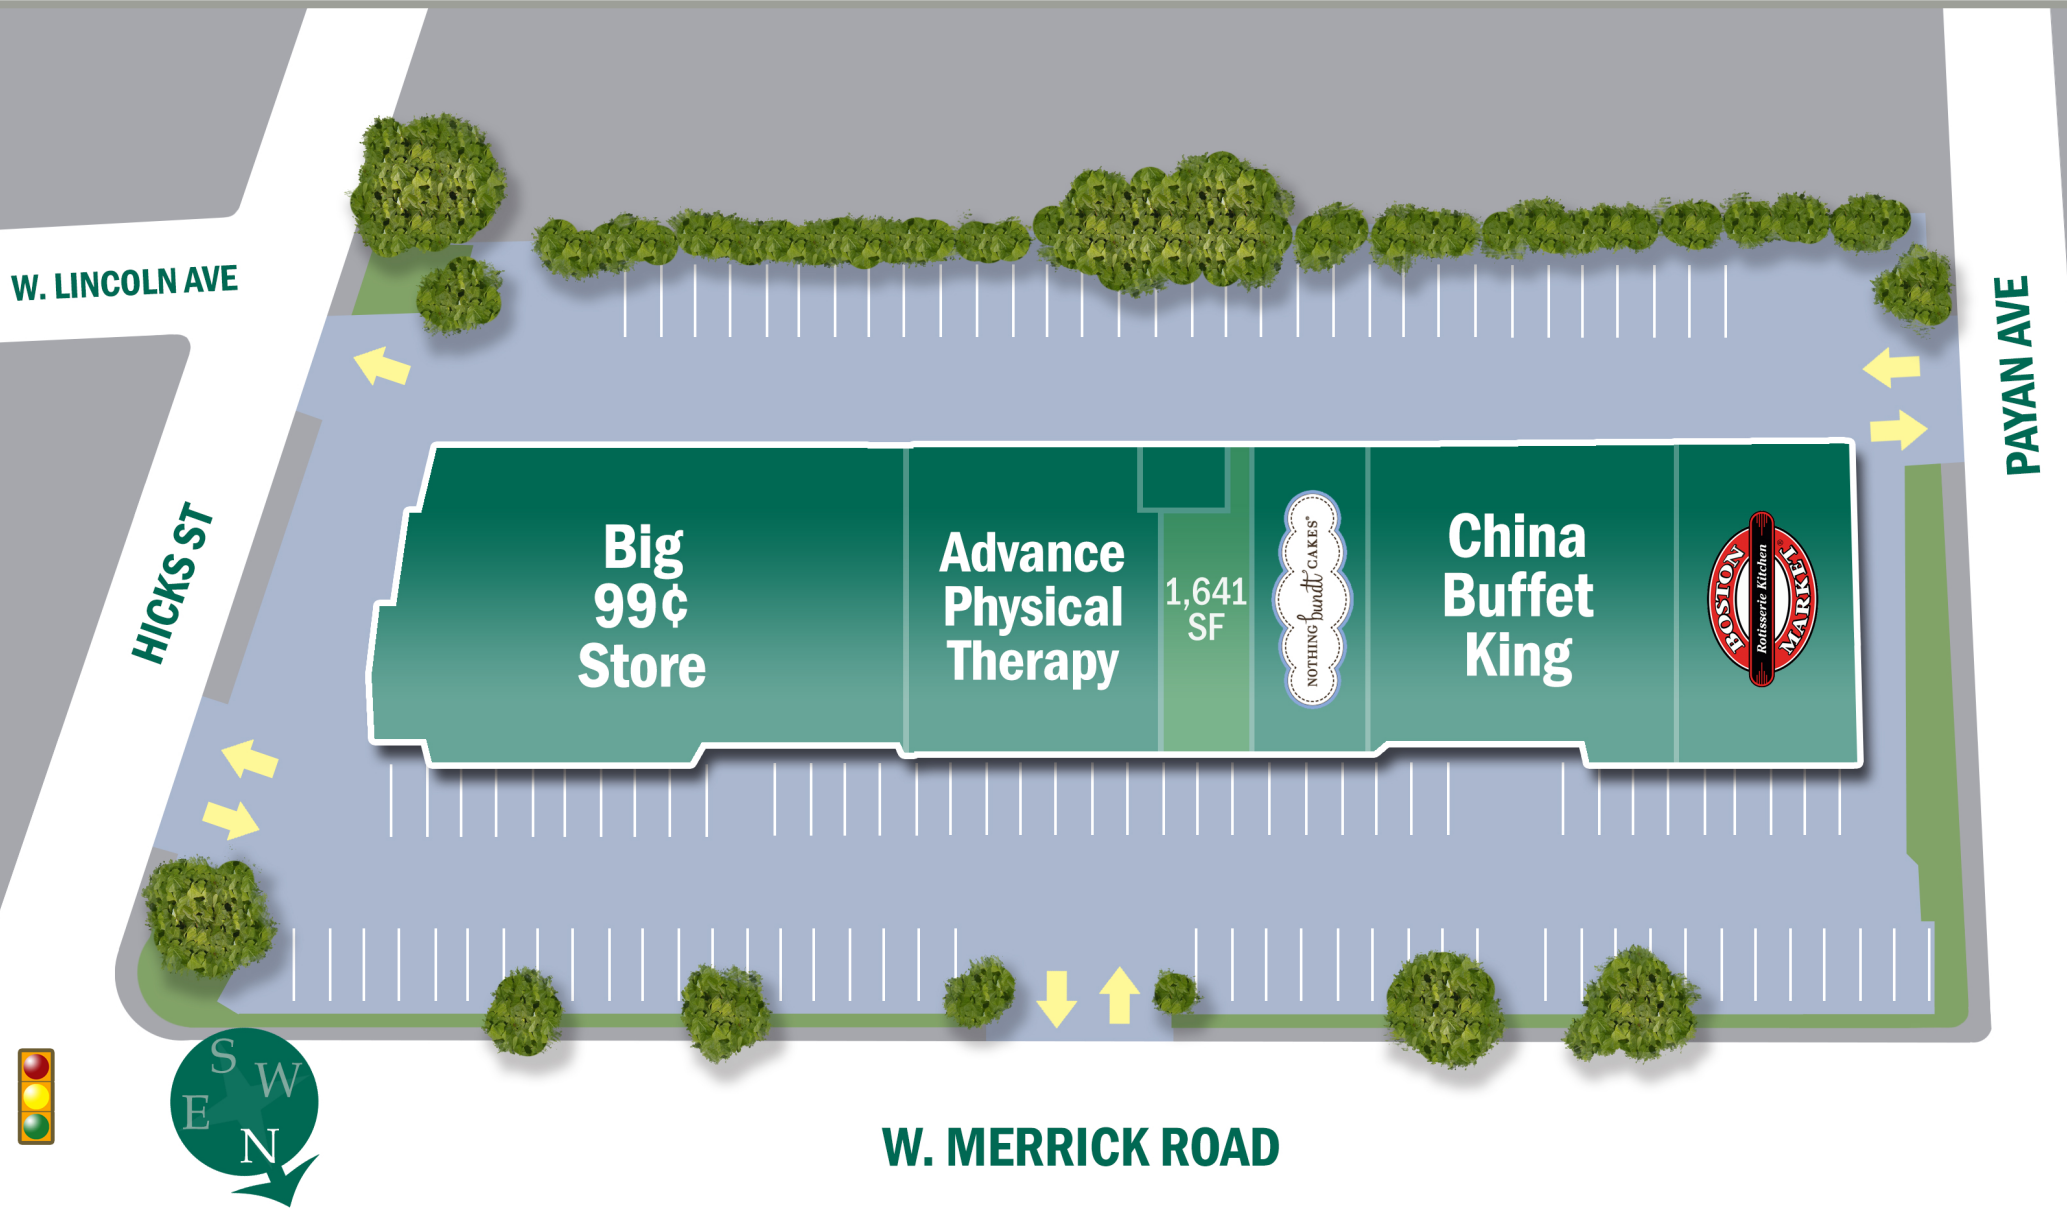 W. LINCOLN AVE
HICKS ST
PAYAN AVE
Big
99¢
Store
Advance
Physical
Therapy
1,641
SF
NOTHING bundt CAKES®
China
Buffet
King
BOSTON
Rotisserie Kitchen
MARKET®
S
W
E
N
W. MERRICK ROAD